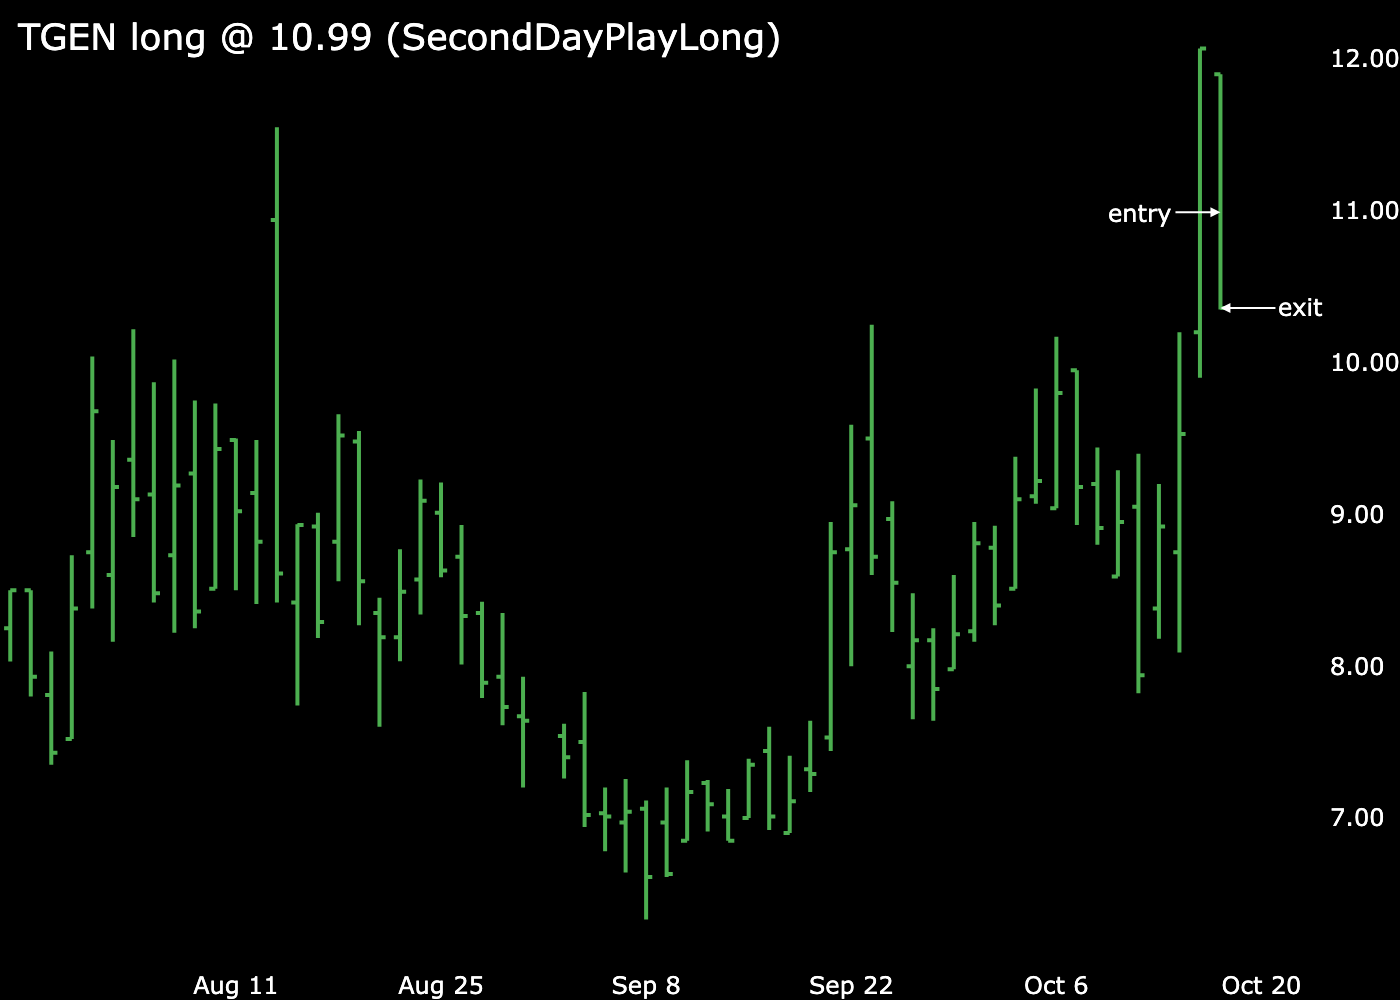 TGEN long @ 10.99 (SecondDayPlayLong)
12.00
entry
11.00
exit
10.00
9.00
8.00
7.00
Aug 11 Aug 25 Sep 8 Sep 22 Oct 6 Oct 20